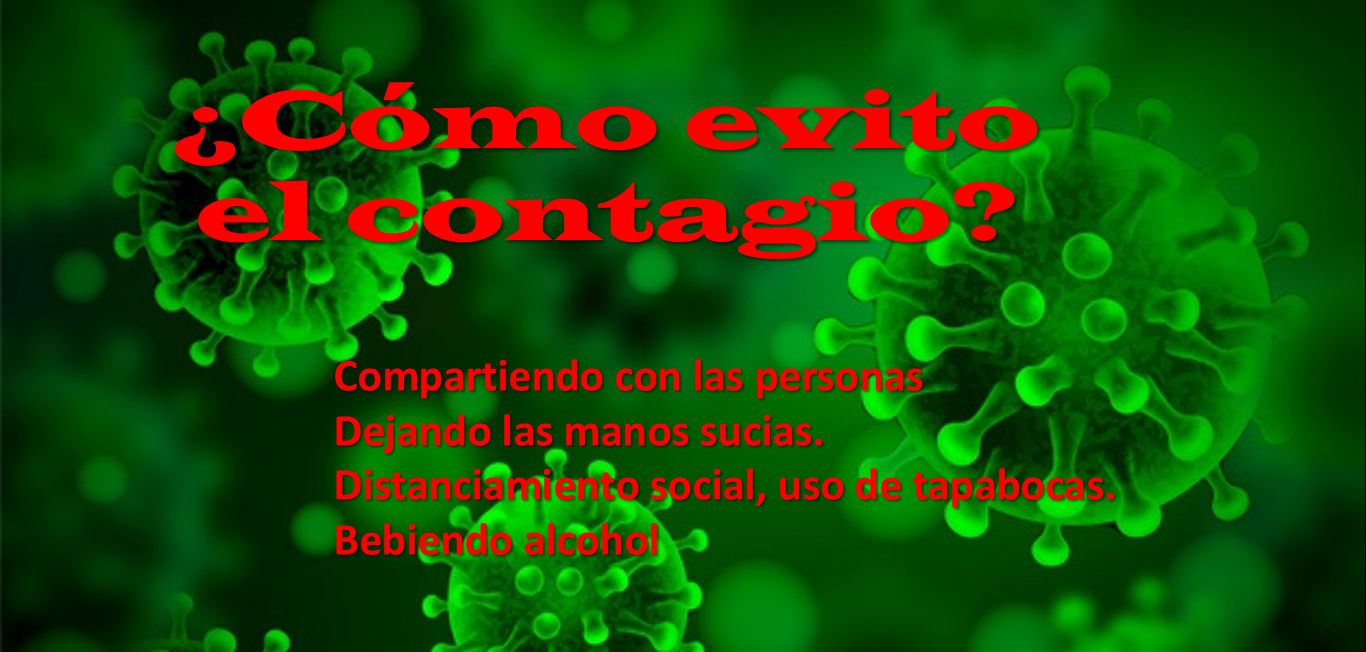 ¿Cómo evito
el contagio?
Compartiendo con las personas
Dejando las manos sucias.
Distanciamiento social, uso de tapabocas.
Bebiendo alcohol